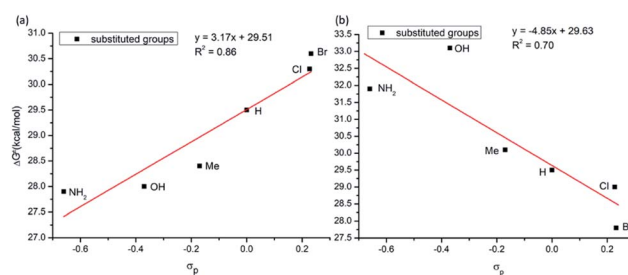 (a)
substituted groups
y = 3.17x + 29.51
R² = 0.86
ΔG‡(kcal/mol)
31.0
30.5
30.0
29.5
29.0
28.5
28.0
27.5
27.0
NH₂
OH
Me
H
Cl
Br
-0.6
-0.4
-0.2
0.0
0.2
σₚ
(b)
substituted groups
y = -4.85x + 29.63
R² = 0.70
33.5
33.0
32.5
32.0
31.5
31.0
30.5
30.0
29.5
29.0
28.5
28.0
27.5
NH₂
OH
Me
H
Cl
B
-0.6
-0.4
-0.2
0.0
0.2
σₚ